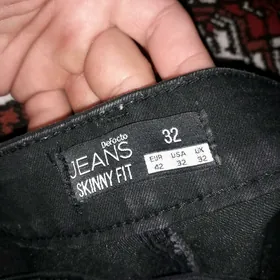 DeFacto
JEANS 32
SKINNY FIT
EUR USA UK
42 32 32